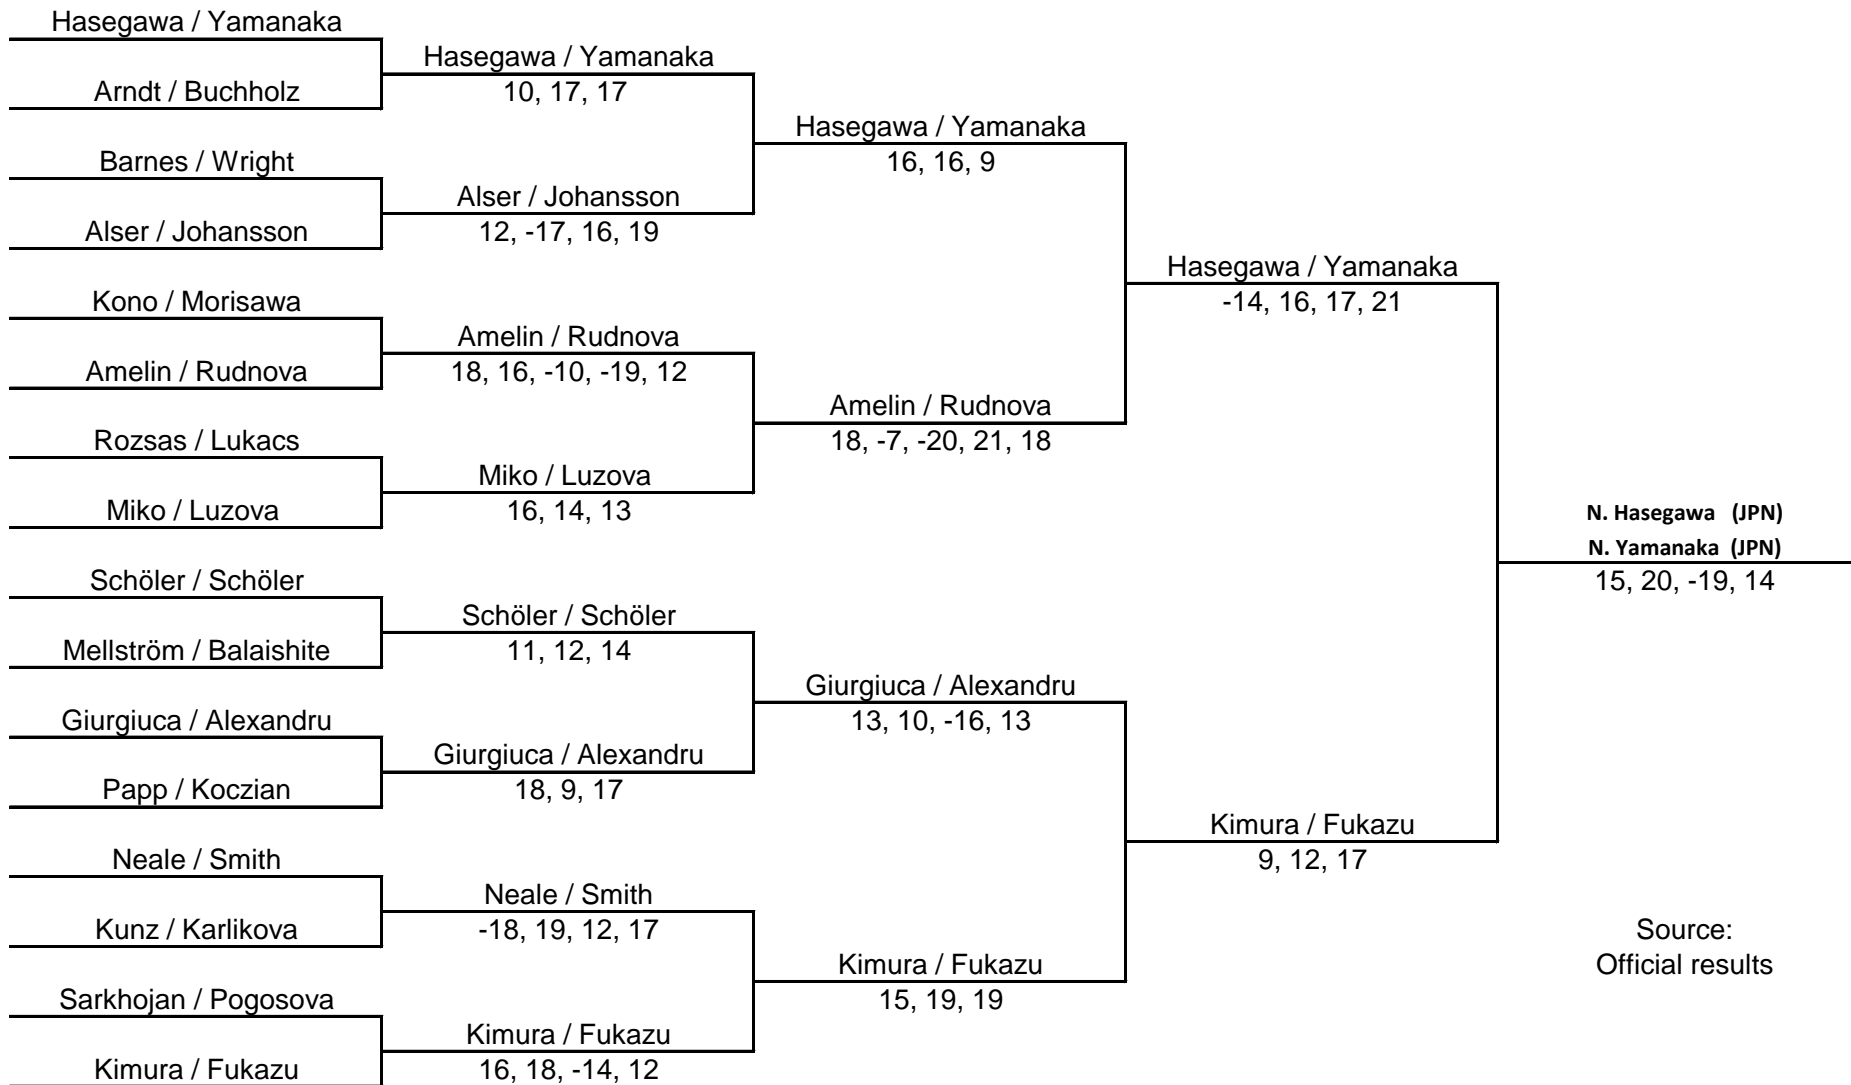 Hasegawa / Yamanaka
Arndt / Buchholz
Barnes / Wright
Alser / Johansson
Kono / Morisawa
Amelin / Rudnova
Rozsas / Lukacs
Miko / Luzova
Schöler / Schöler
Mellström / Balaishite
Giurgiuca / Alexandru
Papp / Koczian
Neale / Smith
Kunz / Karlikova
Sarkhojan / Pogosova
Kimura / Fukazu
Hasegawa / Yamanaka
10, 17, 17
Alser / Johansson
12, -17, 16, 19
Amelin / Rudnova
18, 16, -10, -19, 12
Miko / Luzova
16, 14, 13
Schöler / Schöler
11, 12, 14
Giurgiuca / Alexandru
18, 9, 17
Neale / Smith
-18, 19, 12, 17
Kimura / Fukazu
16, 18, -14, 12
Hasegawa / Yamanaka
16, 16, 9
Amelin / Rudnova
18, -7, -20, 21, 18
Giurgiuca / Alexandru
13, 10, -16, 13
Kimura / Fukazu
15, 19, 19
Hasegawa / Yamanaka
-14, 16, 17, 21
Kimura / Fukazu
9, 12, 17
N. Hasegawa (JPN)
N. Yamanaka (JPN)
15, 20, -19, 14
Source:
Official results